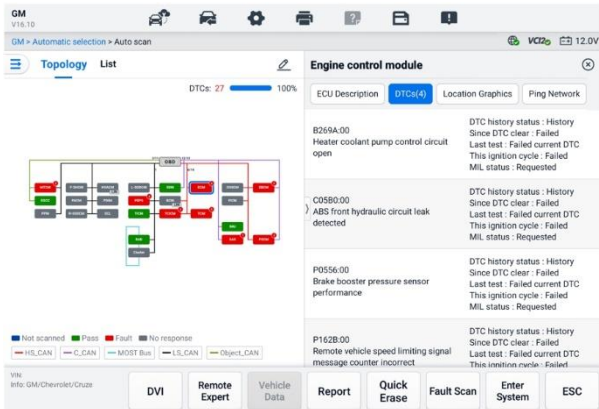 GM
V16.10
GM > Automatic selection > Auto scan
VCI2
12.0V
Topology List
DTCs: 27 100%
OBD
Not scanned Pass Fault No response
HS_CAN C_CAN MOST Bus LS_CAN Object_CAN
Engine control module
ECU Description DTCs(4) Location Graphics Ping Network
B269A:00
Heater coolant pump control circuit
open
DTC history status : History
Since DTC clear : Failed
Last test : Failed current DTC
This ignition cycle : Failed
MIL status : Requested
C05B0:00
ABS front hydraulic circuit leak
detected
DTC history status : History
Since DTC clear : Failed
Last test : Failed current DTC
This ignition cycle : Failed
MIL status : Requested
P0556:00
Brake booster pressure sensor
performance
DTC history status : History
Since DTC clear : Failed
Last test : Failed current DTC
This ignition cycle : Failed
MIL status : Requested
P162B:00
Remote vehicle speed limiting signal
message counter incorrect
DTC history status : History
Since DTC clear : Failed
Last test : Failed current DTC
This ignition cycle : Failed
VIN:
Info: GM/Chevrolet/Cruze
DVI
Remote
Expert
Vehicle
Data
Report
Quick
Erase
Fault Scan
Enter
System
ESC